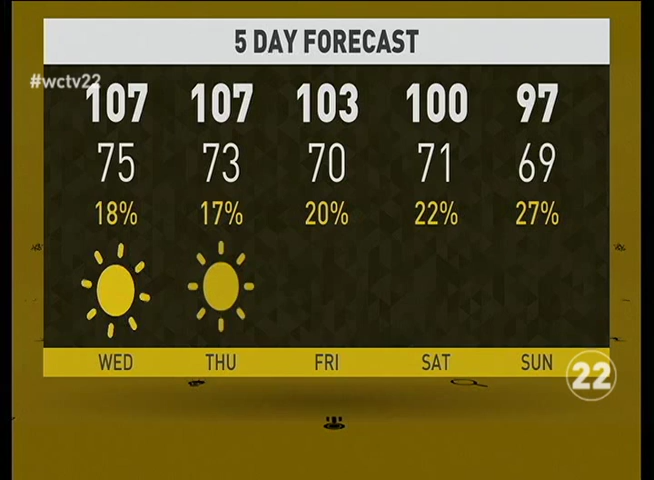 5 DAY FORECAST
#wctv22
107 107 103 100 97
75 73 70 71 69
18% 17% 20% 22% 27%
WED THU FRI SAT SUN
22